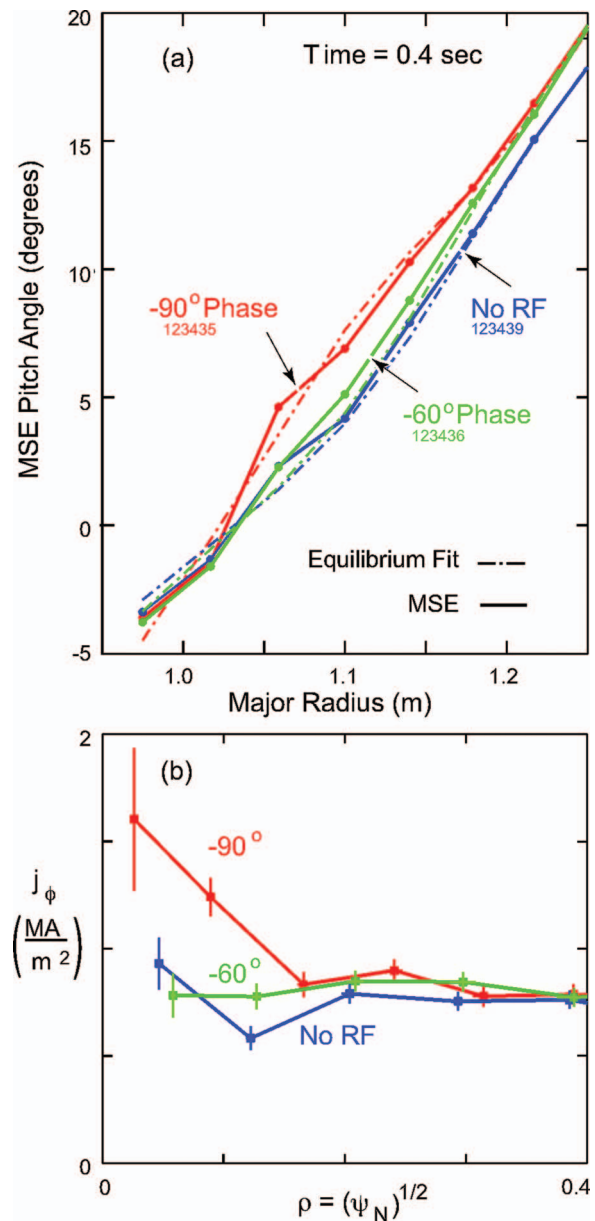 20
(a)
Time = 0.4 sec
15
MSE Pitch Angle (degrees)
10
-90° Phase
123435
No RF
123439
5
-60° Phase
123436
0
Equilibrium Fit
MSE
-5
1.0
1.1
1.2
Major Radius (m)
2
(b)
-90°
j_ϕ
(MA/m²)
-60°
No RF
0
0
0.4
ρ = (ψ_N)^1/2